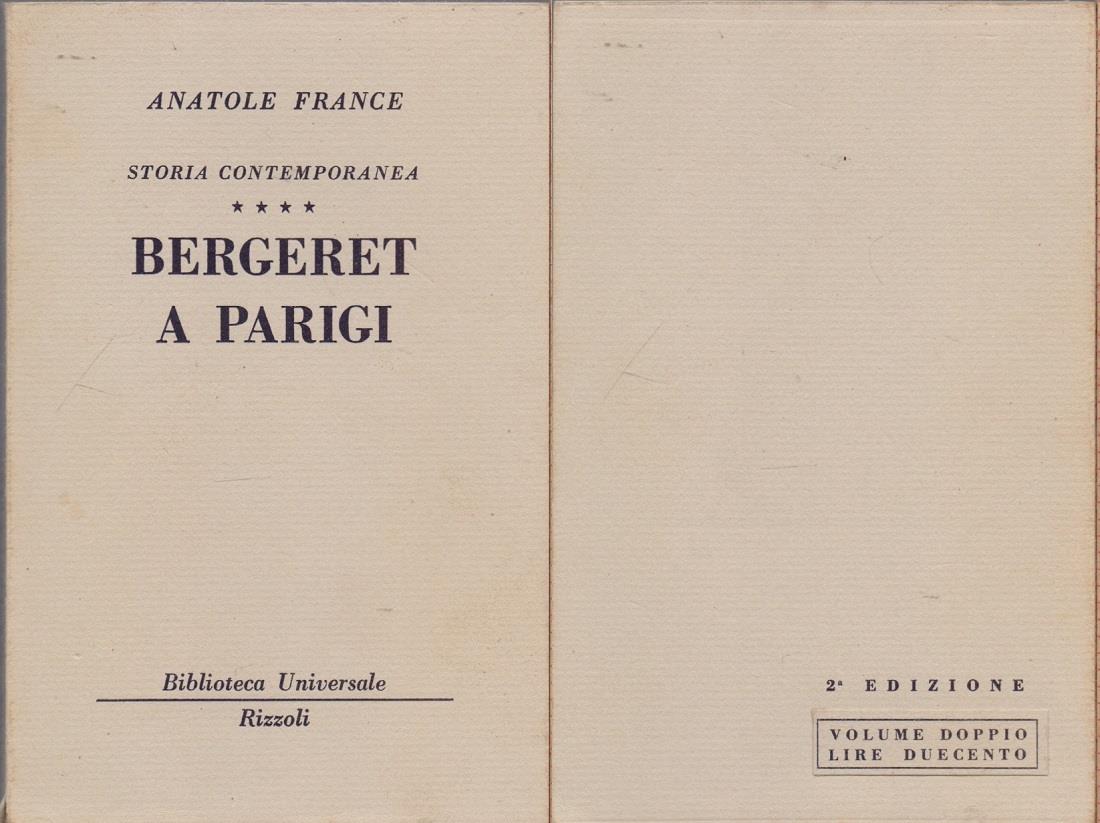 ANATOLE FRANCE
STORIA CONTEMPORANEA
★ ★ ★ ★
BERGERET
A PARIGI
Biblioteca Universale
Rizzoli
2ª EDIZIONE
VOLUME DOPPIO
LIRE DUECENTO